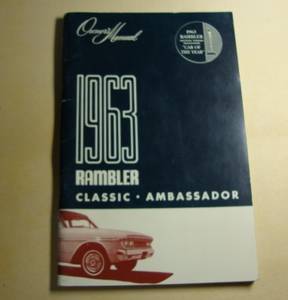 Owner's Manual
1963
RAMBLER
"CAR OF
THE YEAR"
1963
RAMBLER
CLASSIC • AMBASSADOR